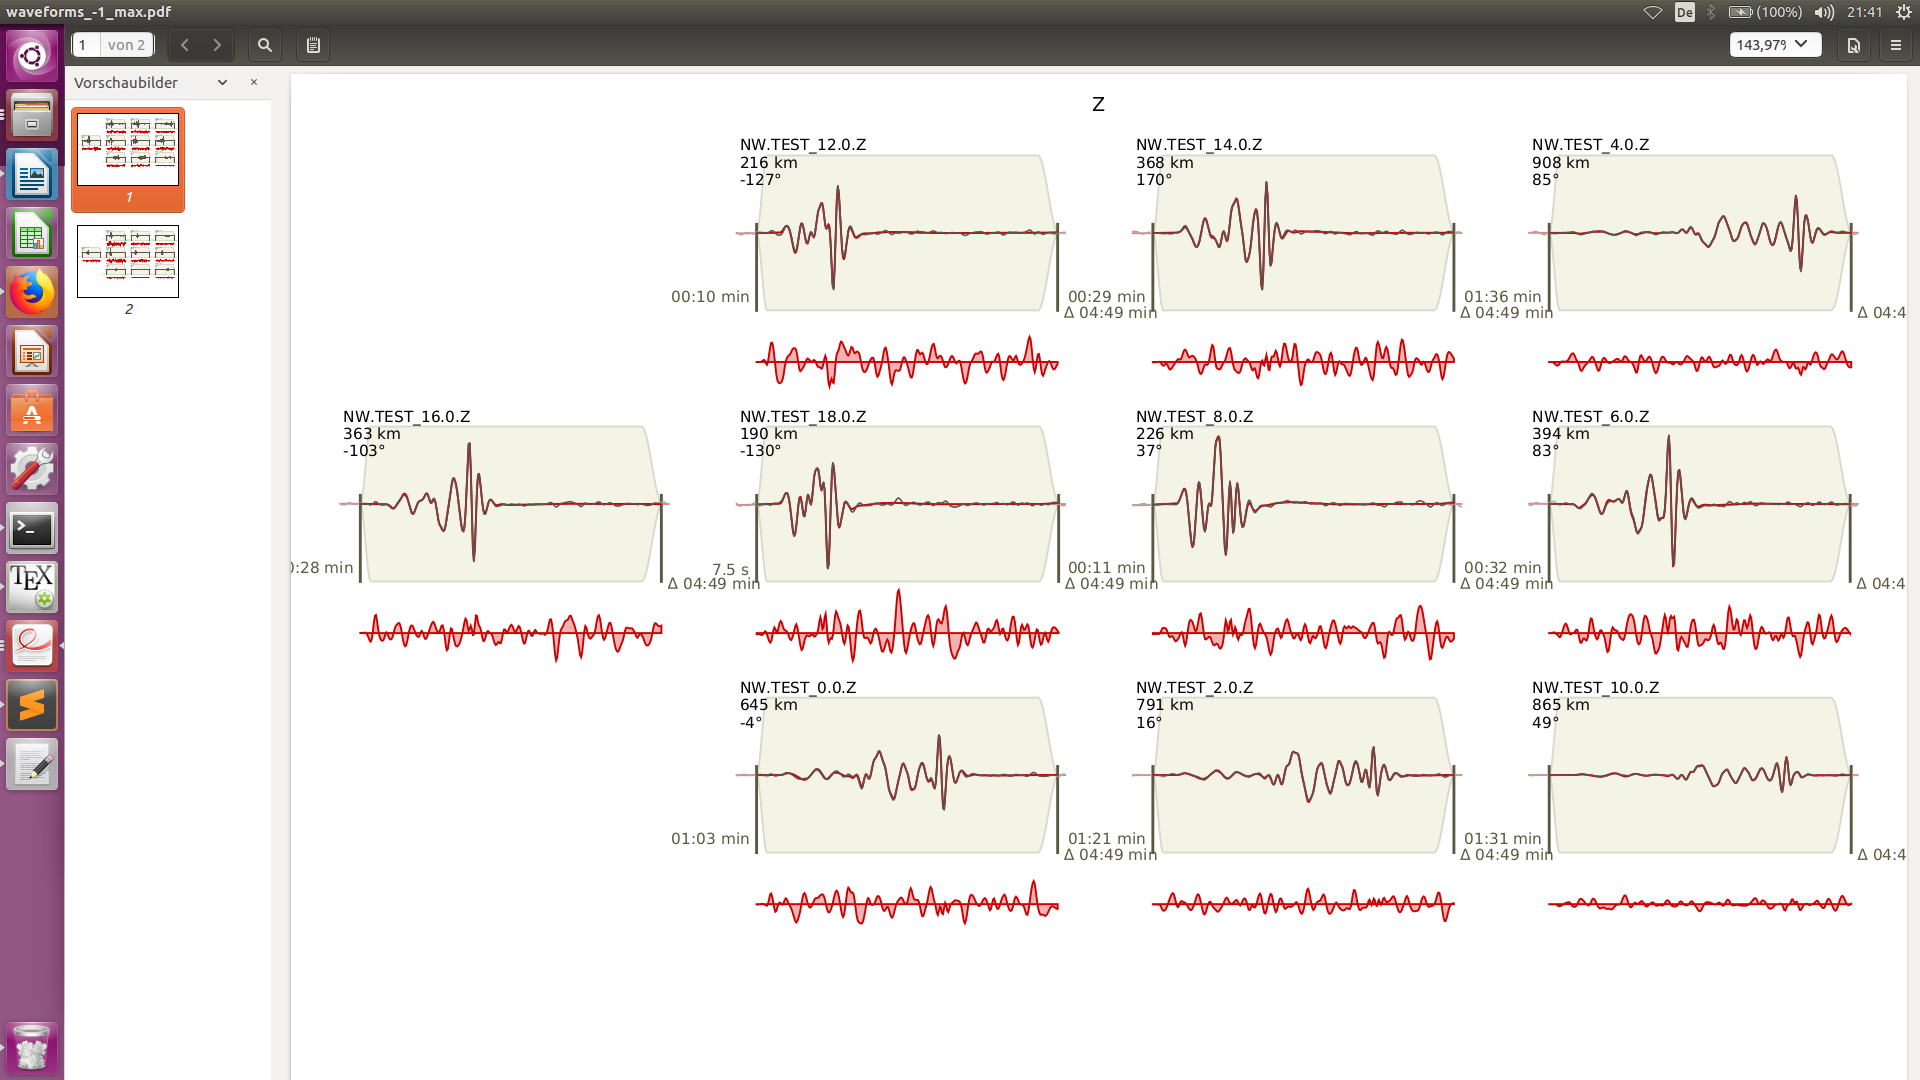 waveforms_-1_max.pdf
De
(100%)
21:41
1
von 2
143,97%
Vorschaubilder
1
2
Z
NW.TEST_12.0.Z
216 km
-127°
00:10 min
Δ 04:49 min
NW.TEST_14.0.Z
368 km
170°
00:29 min
Δ 04:49 min
NW.TEST_4.0.Z
908 km
85°
01:36 min
Δ 04:4
NW.TEST_16.0.Z
363 km
-103°
0:28 min
Δ 04:49 min
NW.TEST_18.0.Z
190 km
-130°
7.5 s
Δ 04:49 min
NW.TEST_8.0.Z
226 km
37°
00:11 min
Δ 04:49 min
NW.TEST_6.0.Z
394 km
83°
00:32 min
Δ 04:4
NW.TEST_0.0.Z
645 km
-4°
01:03 min
Δ 04:49 min
NW.TEST_2.0.Z
791 km
16°
01:21 min
Δ 04:49 min
NW.TEST_10.0.Z
865 km
49°
01:31 min
Δ 04:4
TEX